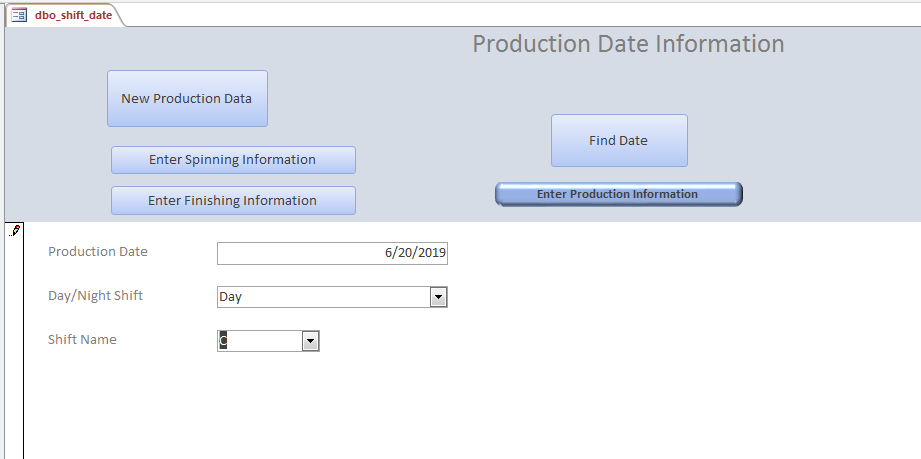 dbo_shift_date
Production Date Information
New Production Data
Find Date
Enter Spinning Information
Enter Production Information
Enter Finishing Information
Production Date 6/20/2019
Day/Night Shift Day
Shift Name C